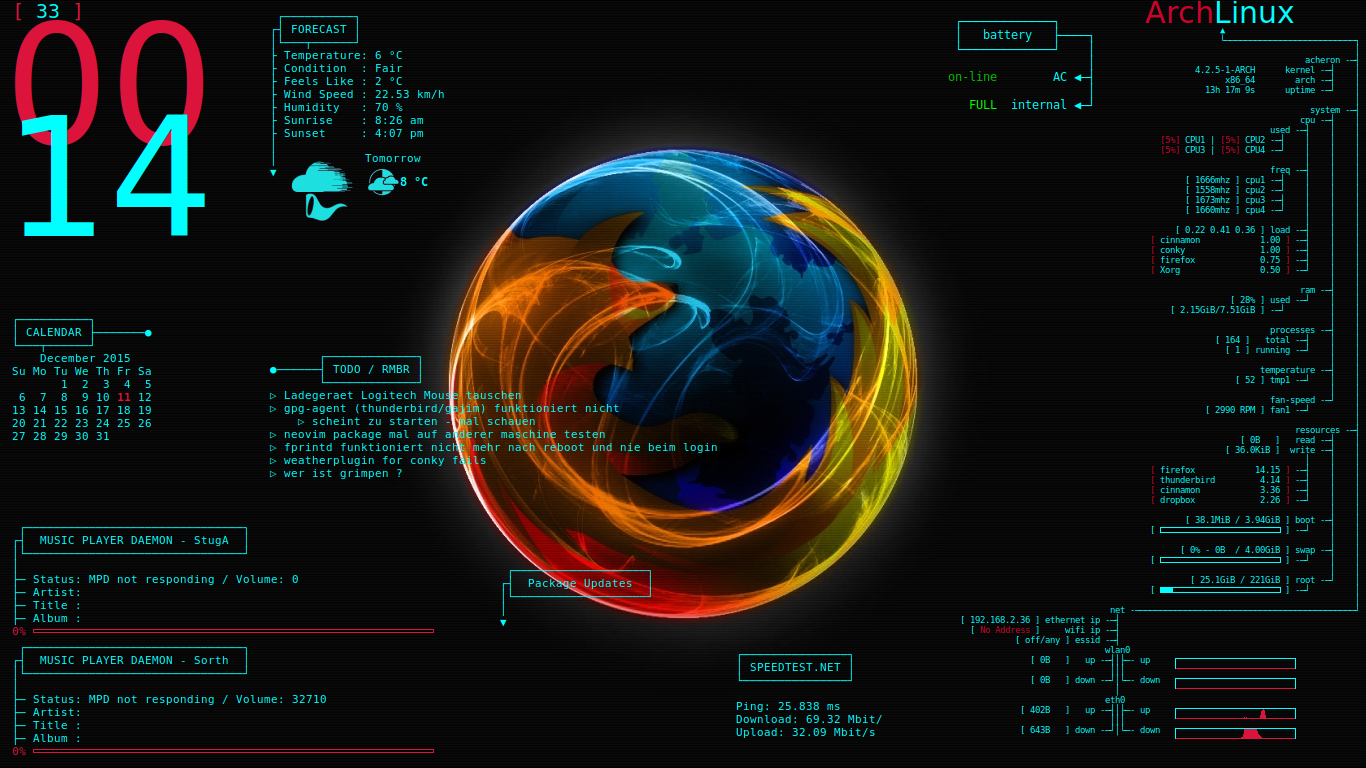 [ 33 ]
00
14
FORECAST
Temperature: 6 °C
Condition  : Fair
Feels Like : 2 °C
Wind Speed : 22.53 km/h
Humidity   : 70 %
Sunrise    : 8:26 am
Sunset     : 4:07 pm
Tomorrow
8 °C
battery
on-line AC
FULL internal
ArchLinux
acheron
4.2.5-1-ARCH kernel
x86_64 arch
13h 17m 9s uptime
system
cpu
used
[5%] CPU1 | [5%] CPU2
[5%] CPU3 | [5%] CPU4
freq
[ 1666mhz ] cpu1
[ 1558mhz ] cpu2
[ 1673mhz ] cpu3
[ 1660mhz ] cpu4
[ 0.22 0.41 0.36 ] load
[ cinnamon 1.00 ]
[ conky 1.00 ]
[ firefox 0.75 ]
[ Xorg 0.50 ]
ram
[ 28% ] used
[ 2.15GiB/7.51GiB ]
processes
[ 164 ] total
[ 1 ] running
temperature
[ 52 ] tmp1
fan-speed
[ 2990 RPM ] fan1
resources
[ 0B ] read
[ 36.0KiB ] write
[ firefox 14.15 ]
[ thunderbird 4.14 ]
[ cinnamon 3.36 ]
[ dropbox 2.26 ]
[ 38.1MiB / 3.94GiB ] boot
[ ]
[ 0% - 0B / 4.00GiB ] swap
[ ]
[ 25.1GiB / 221GiB ] root
[ ]
net
[ 192.168.2.36 ] ethernet ip
[ No Address ] wifi ip
[ off/any ] essid
wlan0
[ 0B ] up up
[ 0B ] down down
eth0
[ 402B ] up up
[ 643B ] down down
CALENDAR
December 2015
Su Mo Tu We Th Fr Sa
1 2 3 4 5
6 7 8 9 10 11 12
13 14 15 16 17 18 19
20 21 22 23 24 25 26
27 28 29 30 31
TODO / RMBR
▷ Ladegeraet Logitech Mouse tauschen
▷ gpg-agent (thunderbird/gajim) funktioniert nicht
▷ scheint zu starten - mal schauen
▷ neovim package mal auf anderer maschine testen
▷ fprintd funktioniert nicht mehr nach reboot und nie beim login
▷ weatherplugin for conky fails
▷ wer ist grimpen ?
MUSIC PLAYER DAEMON - StugA
Status: MPD not responding / Volume: 0
Artist:
Title :
Album :
0%
MUSIC PLAYER DAEMON - Sorth
Status: MPD not responding / Volume: 32710
Artist:
Title :
Album :
0%
Package Updates
SPEEDTEST.NET
Ping: 25.838 ms
Download: 69.32 Mbit/
Upload: 32.09 Mbit/s